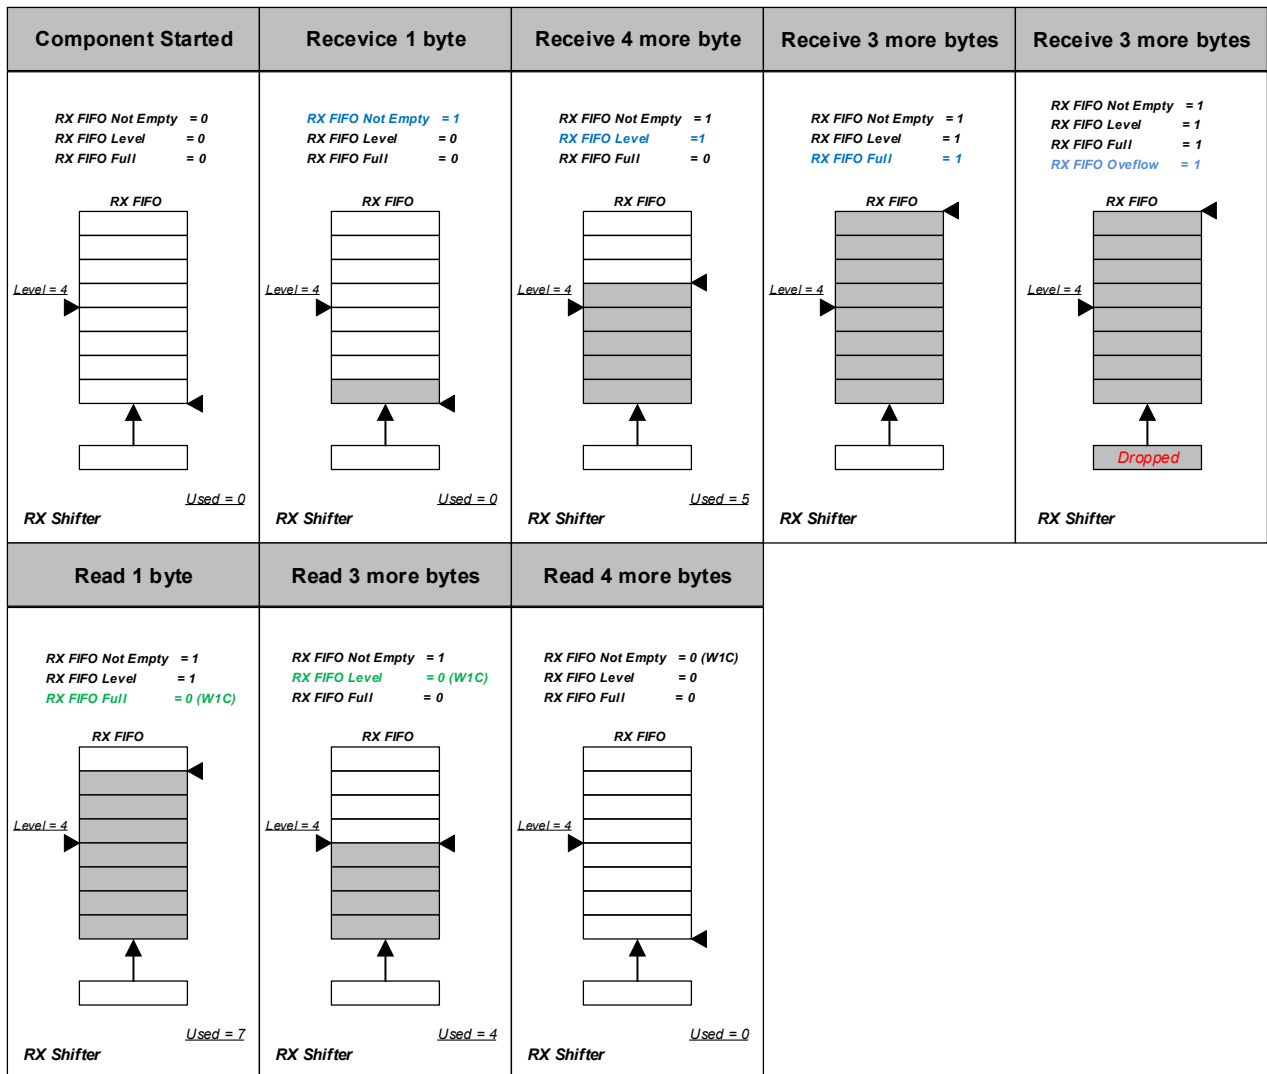 Component Started
RX FIFO Not Empty = 0
RX FIFO Level = 0
RX FIFO Full = 0
RX FIFO
Level = 4
Used = 0
RX Shifter
Recevice 1 byte
RX FIFO Not Empty = 1
RX FIFO Level = 0
RX FIFO Full = 0
RX FIFO
Level = 4
Used = 0
RX Shifter
Receive 4 more byte
RX FIFO Not Empty = 1
RX FIFO Level =1
RX FIFO Full = 0
RX FIFO
Level = 4
Used = 5
RX Shifter
Receive 3 more bytes
RX FIFO Not Empty = 1
RX FIFO Level = 1
RX FIFO Full = 1
RX FIFO
Level = 4
RX Shifter
Receive 3 more bytes
RX FIFO Not Empty = 1
RX FIFO Level = 1
RX FIFO Full = 1
RX FIFO Oveflow = 1
RX FIFO
Level = 4
Dropped
RX Shifter
Read 1 byte
RX FIFO Not Empty = 1
RX FIFO Level = 1
RX FIFO Full = 0 (W1C)
RX FIFO
Level = 4
Used = 7
RX Shifter
Read 3 more bytes
RX FIFO Not Empty = 1
RX FIFO Level = 0 (W1C)
RX FIFO Full = 0
RX FIFO
Level = 4
Used = 4
RX Shifter
Read 4 more bytes
RX FIFO Not Empty = 0 (W1C)
RX FIFO Level = 0
RX FIFO Full = 0
RX FIFO
Level = 4
Used = 0
RX Shifter